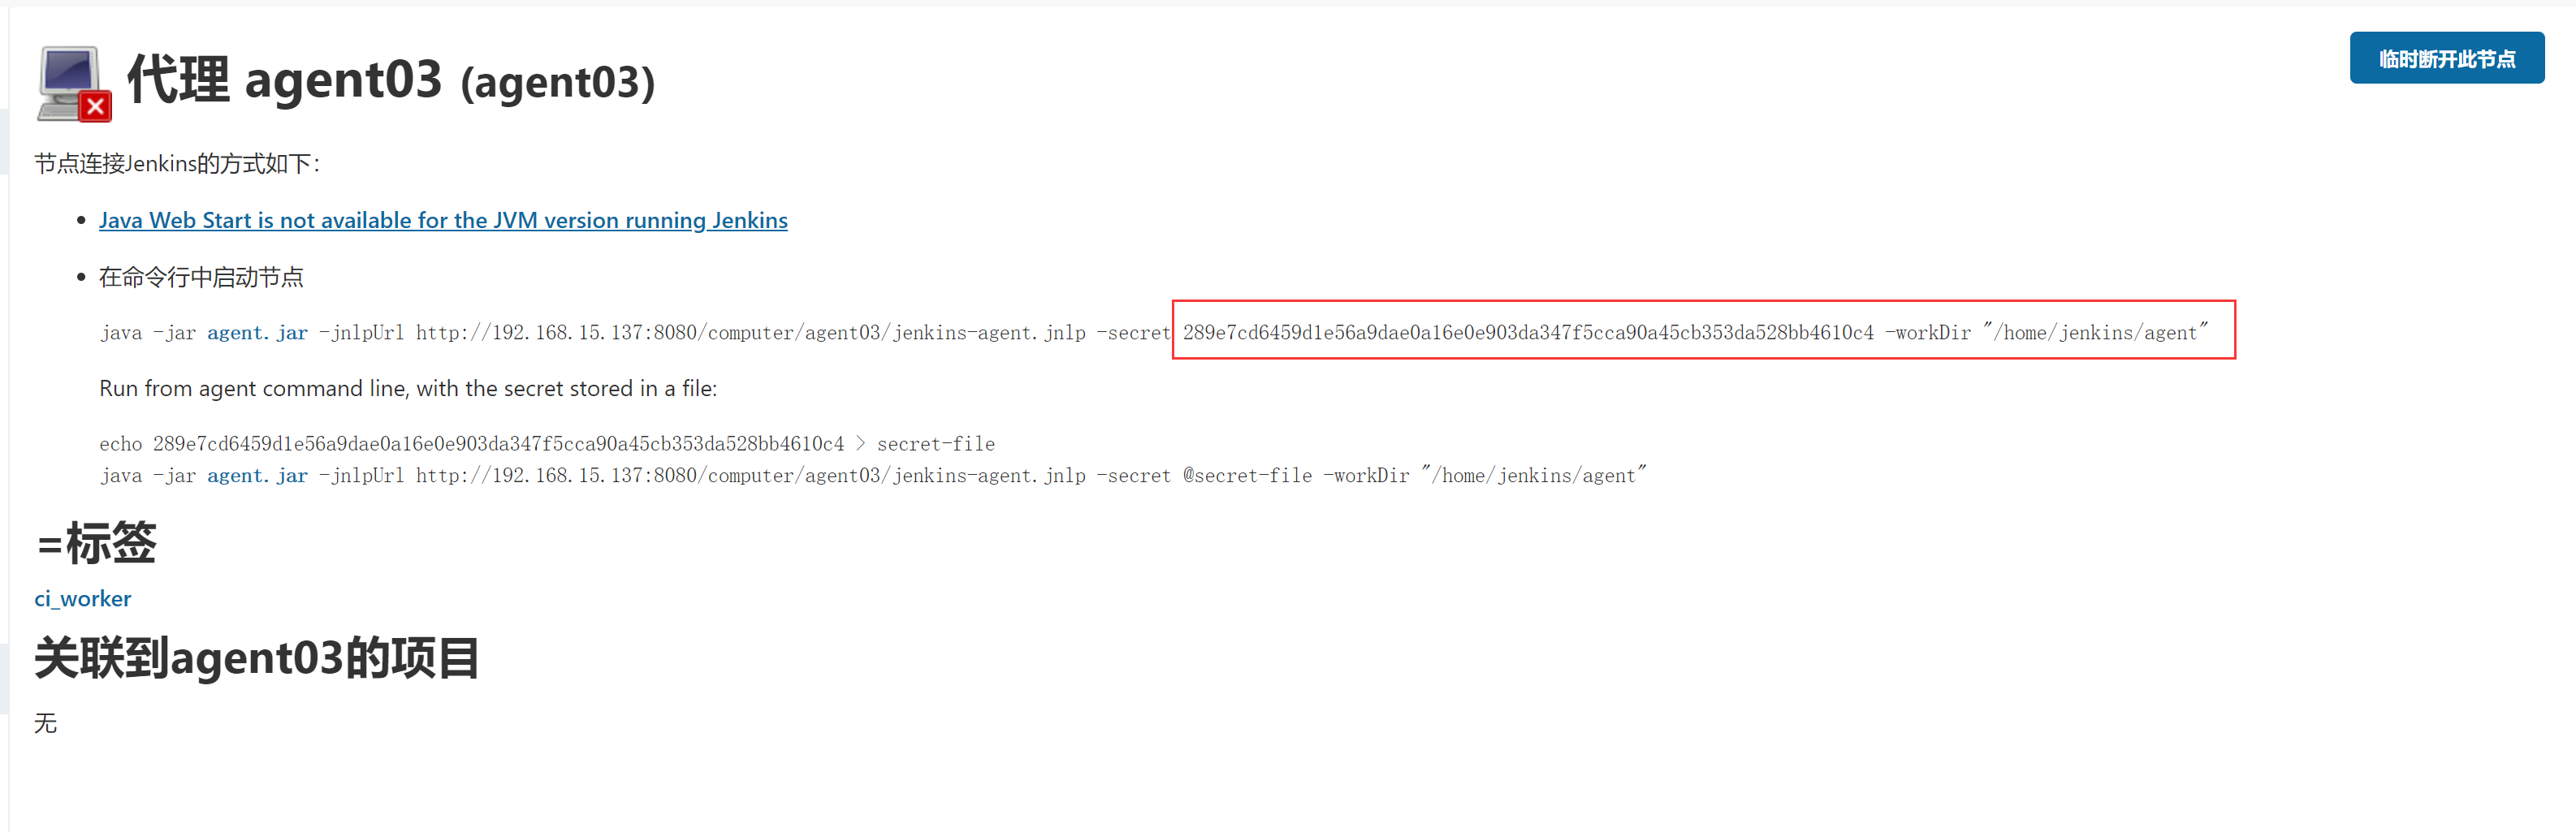 临时断开此节点
代理 agent03 (agent03)
节点连接Jenkins的方式如下：
Java Web Start is not available for the JVM version running Jenkins
在命令行中启动节点
java -jar agent.jar -jnlpUrl http://192.168.15.137:8080/computer/agent03/jenkins-agent.jnlp -secret 289e7cd6459d1e56a9dae0a16e0e903da347f5cca90a45cb353da528bb4610c4 -workDir "/home/jenkins/agent"
Run from agent command line, with the secret stored in a file:
echo 289e7cd6459d1e56a9dae0a16e0e903da347f5cca90a45cb353da528bb4610c4 > secret-file
java -jar agent.jar -jnlpUrl http://192.168.15.137:8080/computer/agent03/jenkins-agent.jnlp -secret @secret-file -workDir "/home/jenkins/agent"
=标签
ci_worker
关联到agent03的项目
无